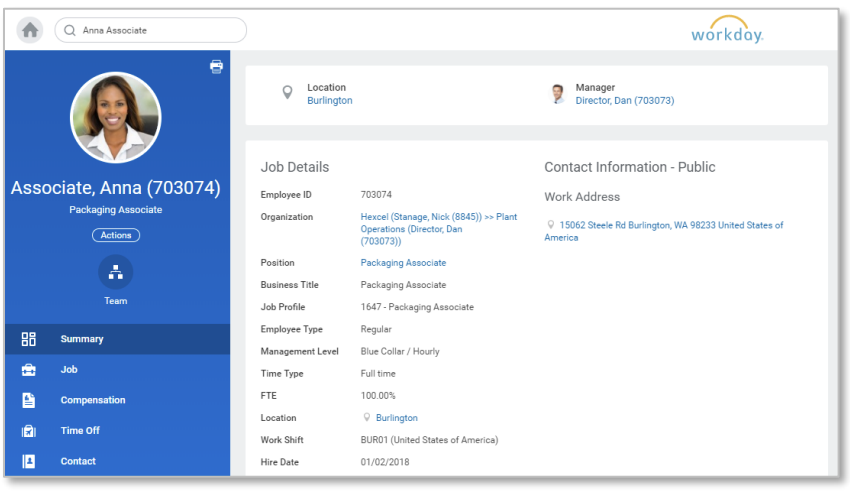 Anna Associate
workday.
Associate, Anna (703074)
Packaging Associate
Actions
Team
Summary
Job
Compensation
Time Off
Contact
Location
Burlington
Manager
Director, Dan (703073)
Job Details
Employee ID 703074
Organization Hexcel (Stanage, Nick (8845)) >> Plant
Operations (Director, Dan
(703073))
Position Packaging Associate
Business Title Packaging Associate
Job Profile 1647 - Packaging Associate
Employee Type Regular
Management Level Blue Collar / Hourly
Time Type Full time
FTE 100.00%
Location Burlington
Work Shift BUR01 (United States of America)
Hire Date 01/02/2018
Contact Information - Public
Work Address
15062 Steele Rd Burlington, WA 98233 United States of
America